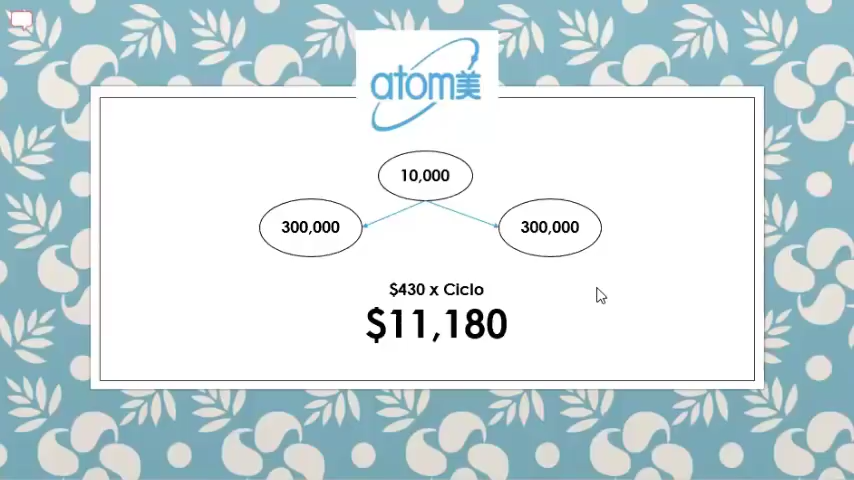 atom美
10,000
300,000
300,000
$430 x Ciclo
$11,180